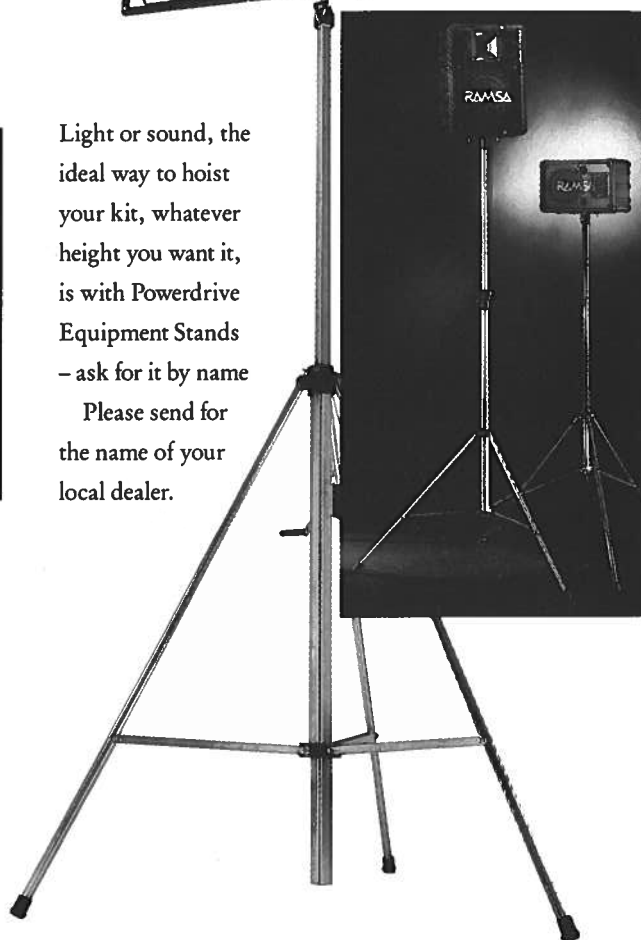 Light or sound, the
ideal way to hoist
your kit, whatever
height you want it,
is with Powerdrive
Equipment Stands
– ask for it by name
Please send for
the name of your
local dealer.
RAMSA
RAMSA